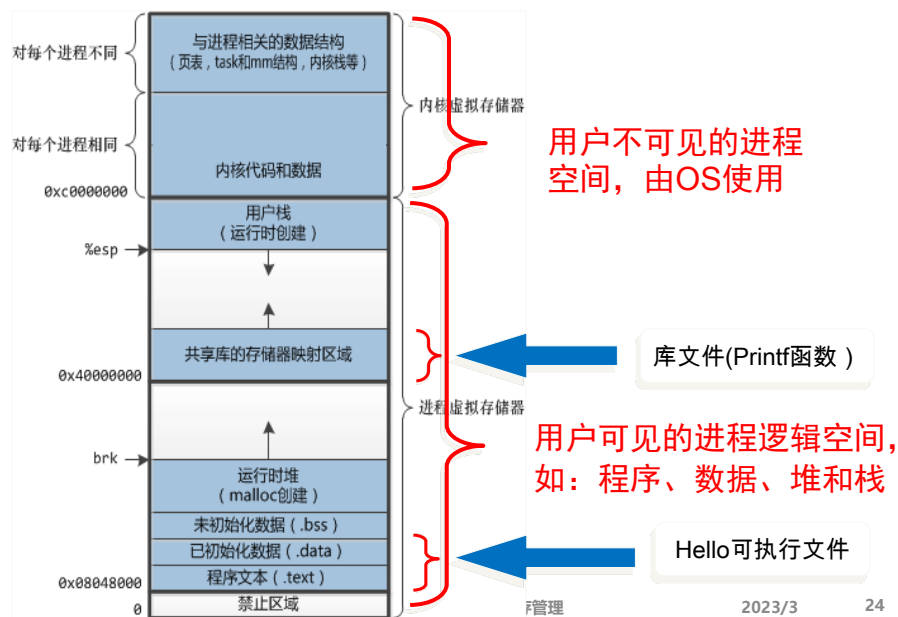 与进程相关的数据结构
(页表,task和mm结构,内核栈等)
对每个进程不同
内核虚拟存储器
对每个进程相同
内核代码和数据
0xc0000000
用户不可见的进程
空间,由OS使用
用户栈
(运行时创建)
%esp
共享库的存储器映射区域
0x40000000
库文件(Printf函数 )
进程虚拟存储器
用户可见的进程逻辑空间,
如:程序、数据、堆和栈
brk
运行时堆
(malloc创建)
未初始化数据(.bss)
已初始化数据(.data)
程序文本(.text)
0x08048000
Hello可执行文件
禁止区域
0
存管理
2023/3
24